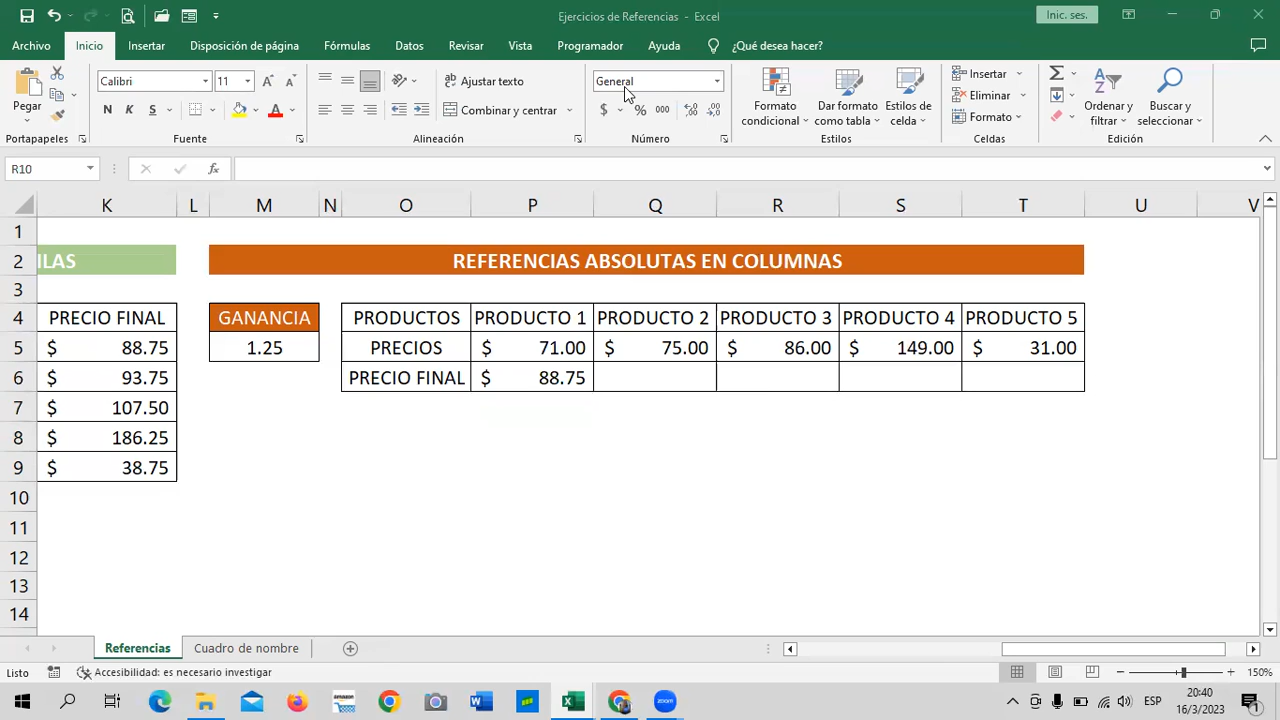 Ejercicios de Referencias - Excel
Inic. ses.
Archivo Inicio Insertar Disposición de página Fórmulas Datos Revisar Vista Programador Ayuda ¿Qué desea hacer?
Pegar
Calibri 11
N K S
Ajustar texto
Combinar y centrar
General
$ % 000
Formato condicional
Dar formato como tabla
Estilos de celda
Insertar
Eliminar
Formato
Ordenar y filtrar
Buscar y seleccionar
Portapapeles Fuente Alineación Número Estilos Celdas Edición
R10 fx
K L M N O P Q R S T U V
1
2 ILAS REFERENCIAS ABSOLUTAS EN COLUMNAS
3
4 PRECIO FINAL GANANCIA PRODUCTOS PRODUCTO 1 PRODUCTO 2 PRODUCTO 3 PRODUCTO 4 PRODUCTO 5
5 $ 88.75 1.25 PRECIOS $ 71.00 $ 75.00 $ 86.00 $ 149.00 $ 31.00
6 $ 93.75 PRECIO FINAL $ 88.75
7 $ 107.50
8 $ 186.25
9 $ 38.75
10
11
12
13
14
Referencias Cuadro de nombre
Listo Accesibilidad: es necesario investigar 150%
ESP
20:40
16/3/2023
zoom
amazon